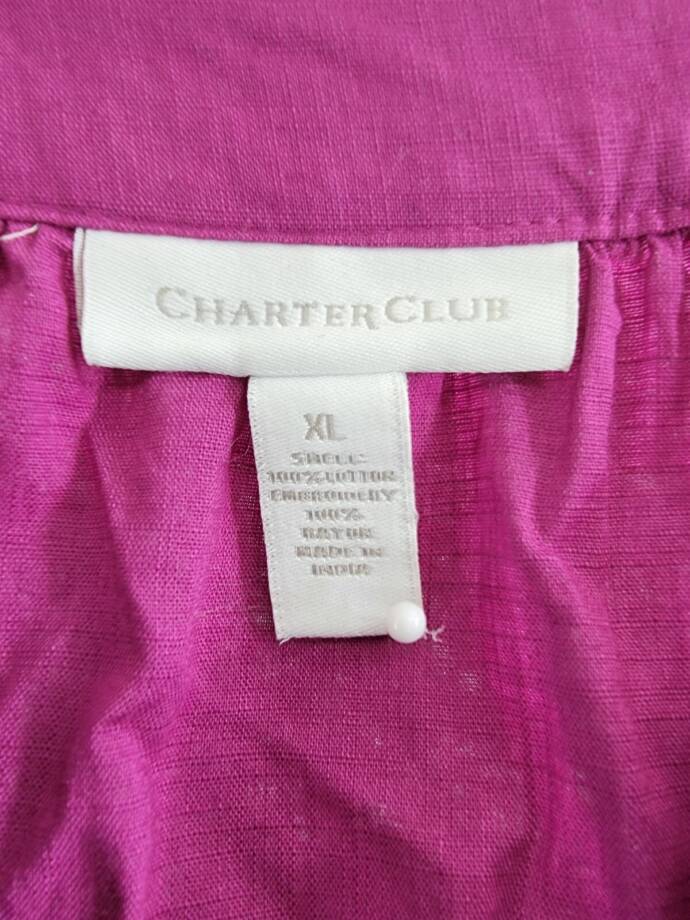 CHARTER CLUB
XL
SHELL:
100% COTTON
EMBROIDERY
100%
RAYON
MADE IN
INDIA